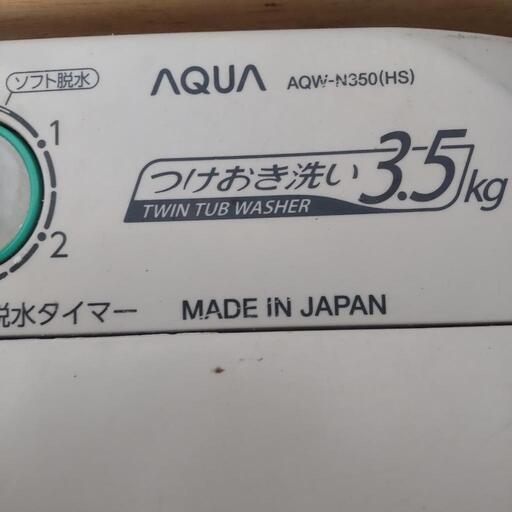 ソフト脱水
AQUA AQW-N350(HS)
1
つけおき洗い 3.5kg
TWIN TUB WASHER
2
脱水タイマー MADE IN JAPAN